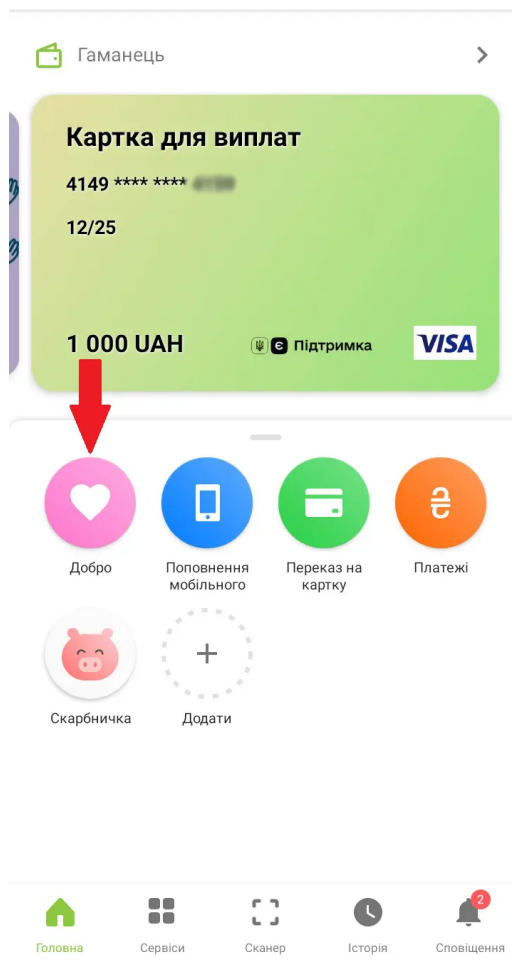 Гаманець
Картка для виплат
4149 **** ****
12/25
1 000 UAH
є Підтримка
VISA
Добро
Поповнення
мобільного
Переказ на
картку
Платежі
Скарбничка
Додати
2
Головна
Сервіси
Сканер
Історія
Сповіщення